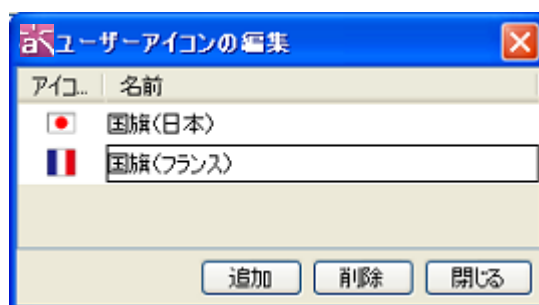 ユーザーアイコンの編集
アイコ... 名前
国旗(日本)
国旗(フランス)
追加 削除 閉じる